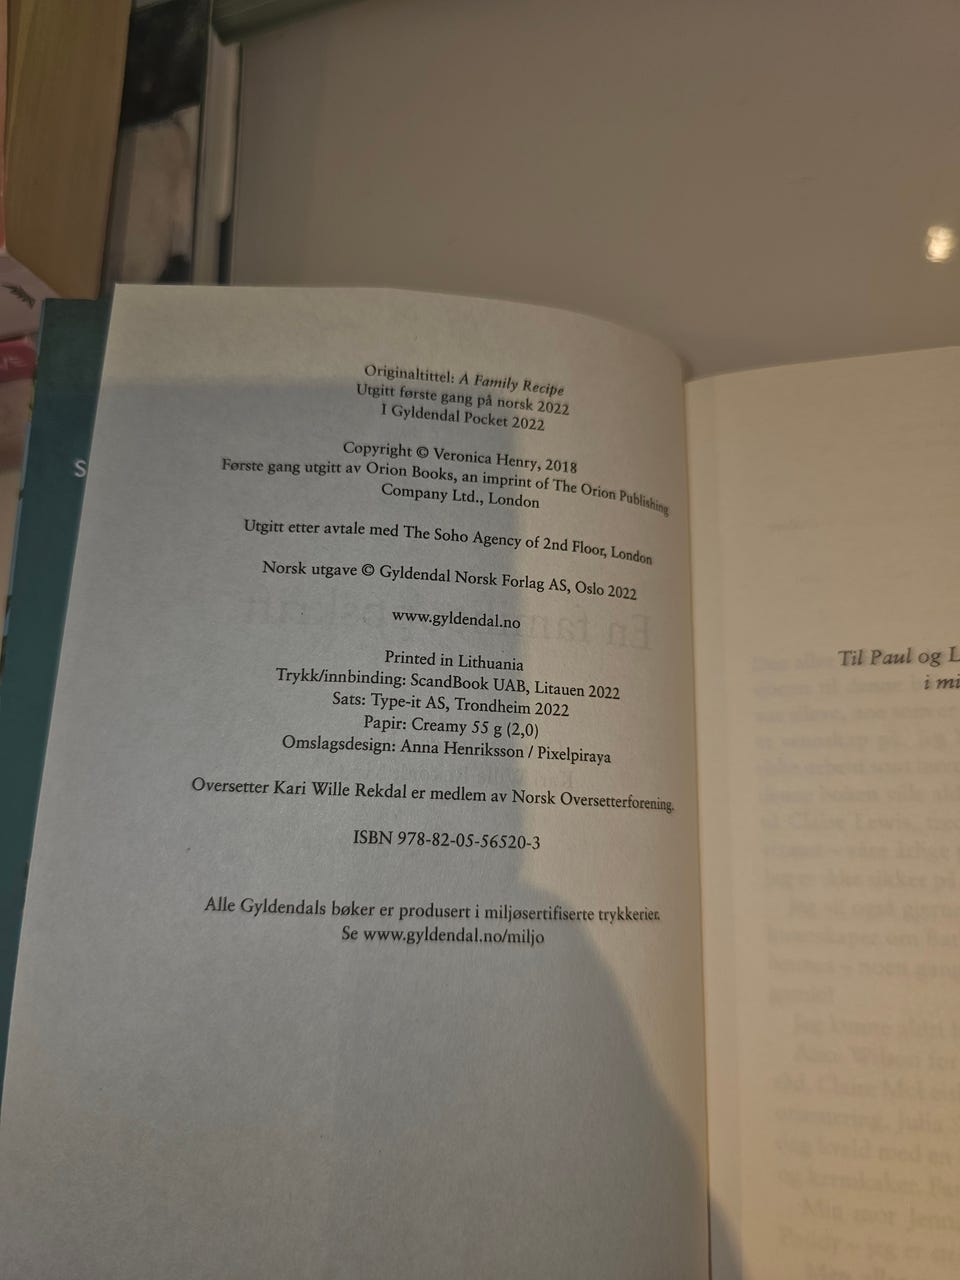 S
Originaltittel: A Family Recipe
Utgitt første gang på norsk 2022
I Gyldendal Pocket 2022
Copyright © Veronica Henry, 2018
Første gang utgitt av Orion Books, an imprint of The Orion Publishing
Company Ltd., London
Utgitt etter avtale med The Soho Agency of 2nd Floor, London
Norsk utgave © Gyldendal Norsk Forlag AS, Oslo 2022
www.gyldendal.no
Printed in Lithuania
Trykk/innbinding: ScandBook UAB, Litauen 2022
Sats: Type-it AS, Trondheim 2022
Papir: Creamy 55 g (2,0)
Omslagsdesign: Anna Henriksson / Pixelpiraya
Oversetter Kari Wille Rekdal er medlem av Norsk Oversetterforening.
ISBN 978-82-05-56520-3
Alle Gyldendals bøker er produsert i miljøsertifiserte trykkerier.
Se www.gyldendal.no/miljo
Til Paul og L
i mi